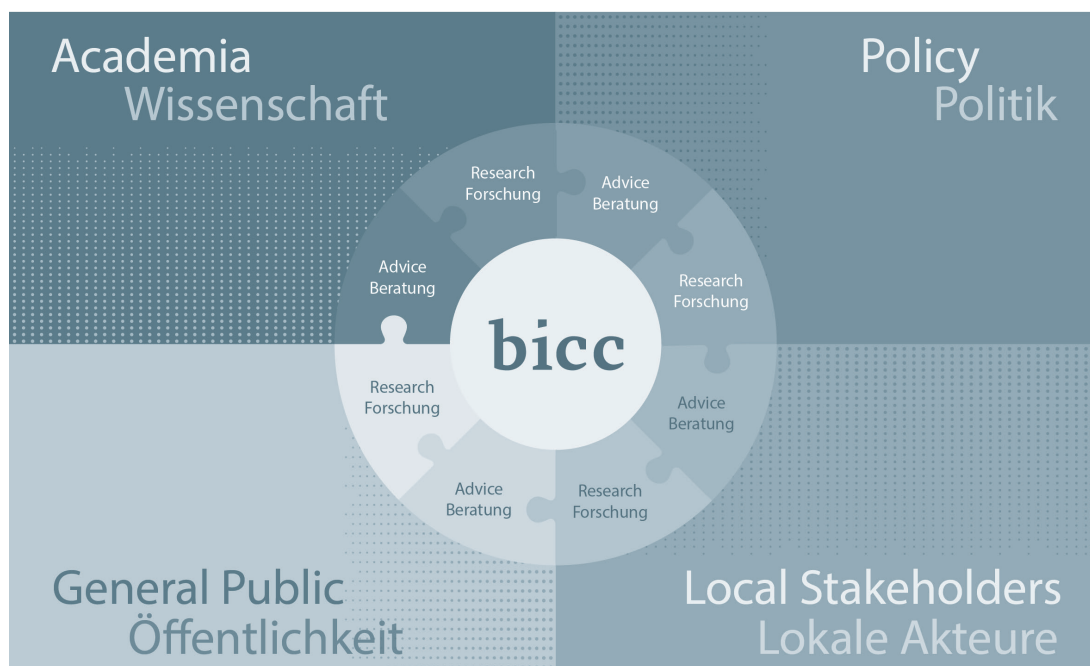 Academia
Wissenschaft
Policy
Politik
Research
Forschung
Advice
Beratung
Advice
Beratung
Research
Forschung
bicc
Research
Forschung
Advice
Beratung
Advice
Beratung
Research
Forschung
General Public
Öffentlichkeit
Local Stakeholders
Lokale Akteure